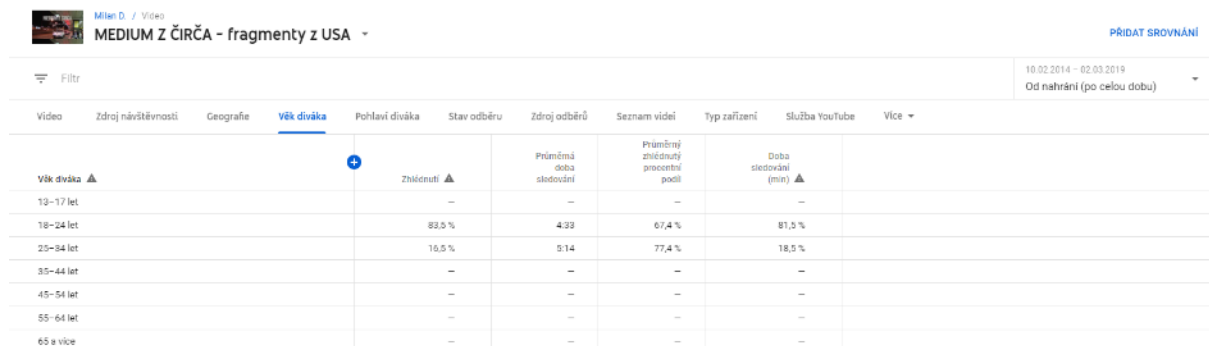 Milan D. / Video
MEDIUM Z ČIRČA - fragmenty z USA
PŘIDAT SROVNÁNÍ
Filtr
10.02.2014 – 02.03.2019
Od nahrání (po celou dobu)
Video Zdroj návštěvnosti Geografie Věk diváka Pohlaví diváka Stav odběru Zdroj odběrů Seznam videí Typ zařízení Služba YouTube Více
Věk diváka
Zhlédnutí
Průměrná
doba
sledování
Průměrný
zhlédnutý
procentní
podíl
Doba
sledování
(min)
13–17 let — — — —
18–24 let 83,5 % 4:33 67,4 % 81,5 %
25–34 let 16,5 % 5:14 77,4 % 18,5 %
35–44 let — — — —
45–54 let — — — —
55–64 let — — — —
65 a více — — — —